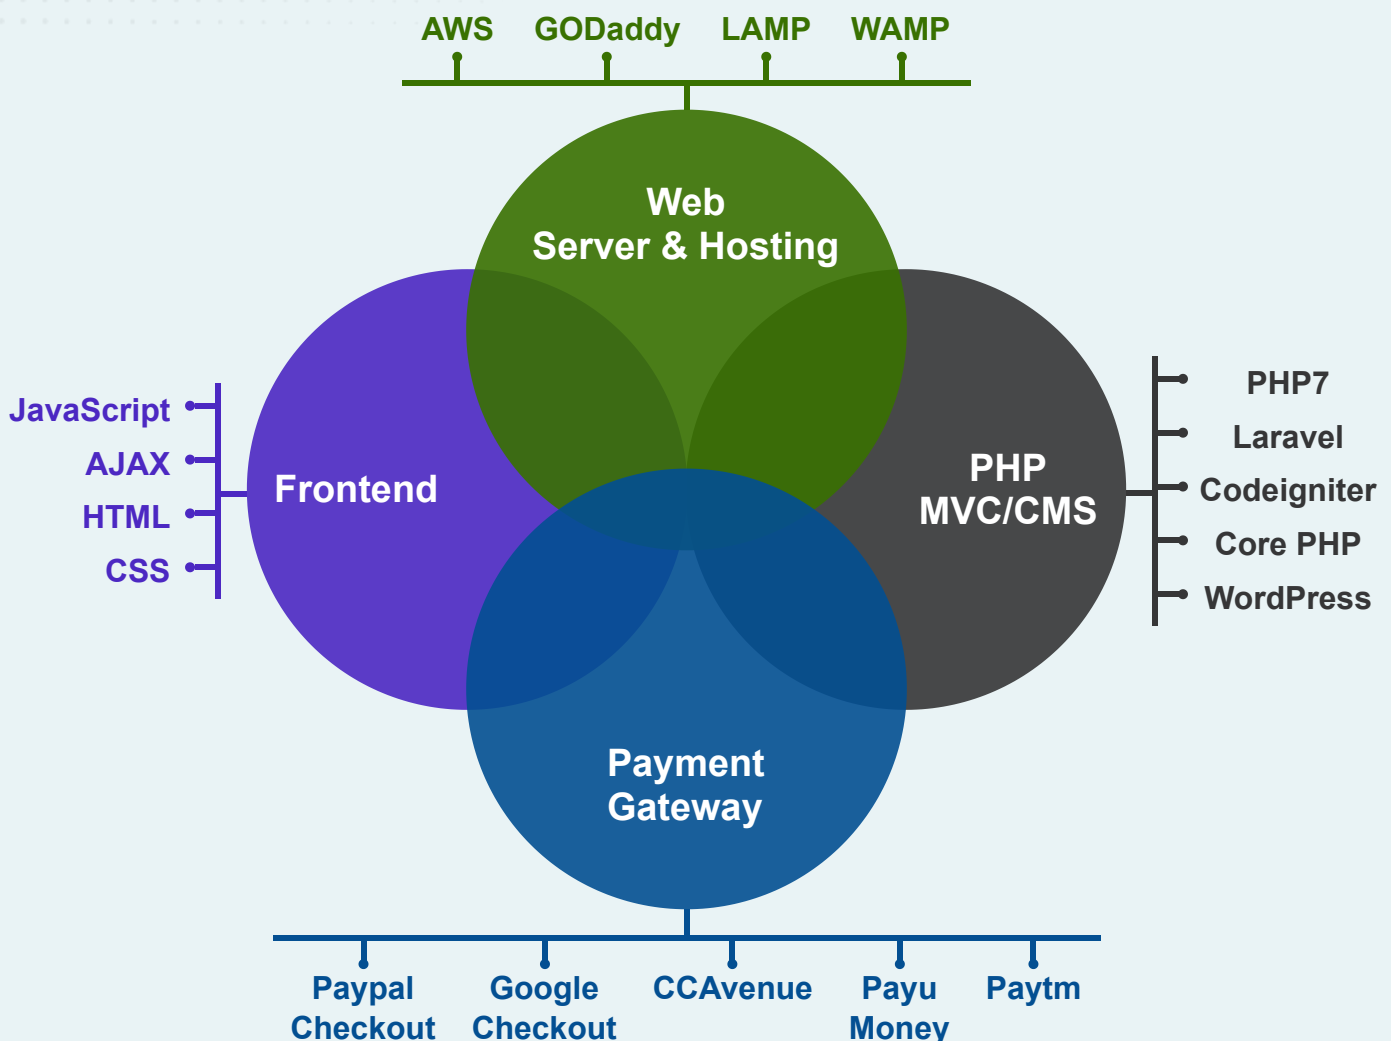 AWS GODaddy LAMP WAMP
Web
Server & Hosting
JavaScript
AJAX
HTML
CSS
Frontend
PHP
MVC/CMS
PHP7
Laravel
Codeigniter
Core PHP
WordPress
Payment
Gateway
Paypal
Checkout
Google
Checkout
CCAvenue
Payu
Money
Paytm